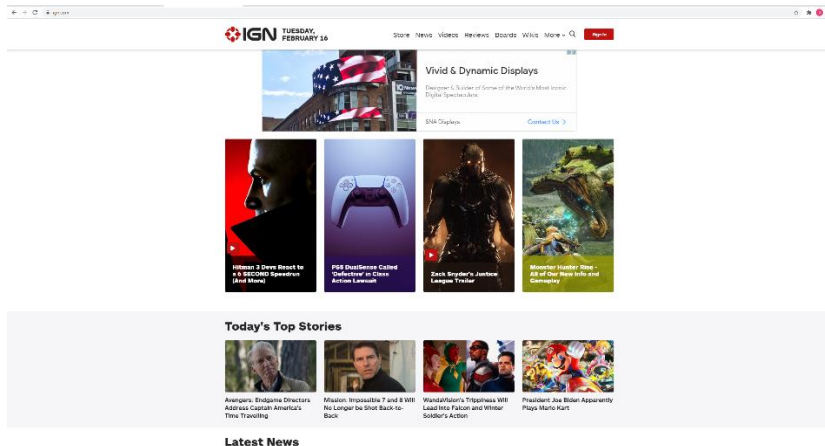 ign.com
IGN
TUESDAY,
FEBRUARY 16
Store News Videos Reviews Boards Wikis More
Sign In
Vivid & Dynamic Displays
Designer & Builder of Some of the World's Most Iconic
Digital Spectaculars
SNA Displays
Contact Us >
Hitman 3 Devs React to
a 6 SECOND Speedrun
(And More)
PS5 DualSense Called
'Defective' in Class
Action Lawsuit
Zack Snyder's Justice
League Trailer
Monster Hunter Rise -
All of Our New Info and
Gameplay
Today's Top Stories
Avengers: Endgame Directors
Address Captain America's
Time Travelling
Mission: Impossible 7 and 8 Will
No Longer be Shot Back-to-
Back
WandaVision's Trippiness Will
Lead Into Falcon and Winter
Soldier's Action
President Joe Biden Apparently
Plays Mario Kart
Latest News